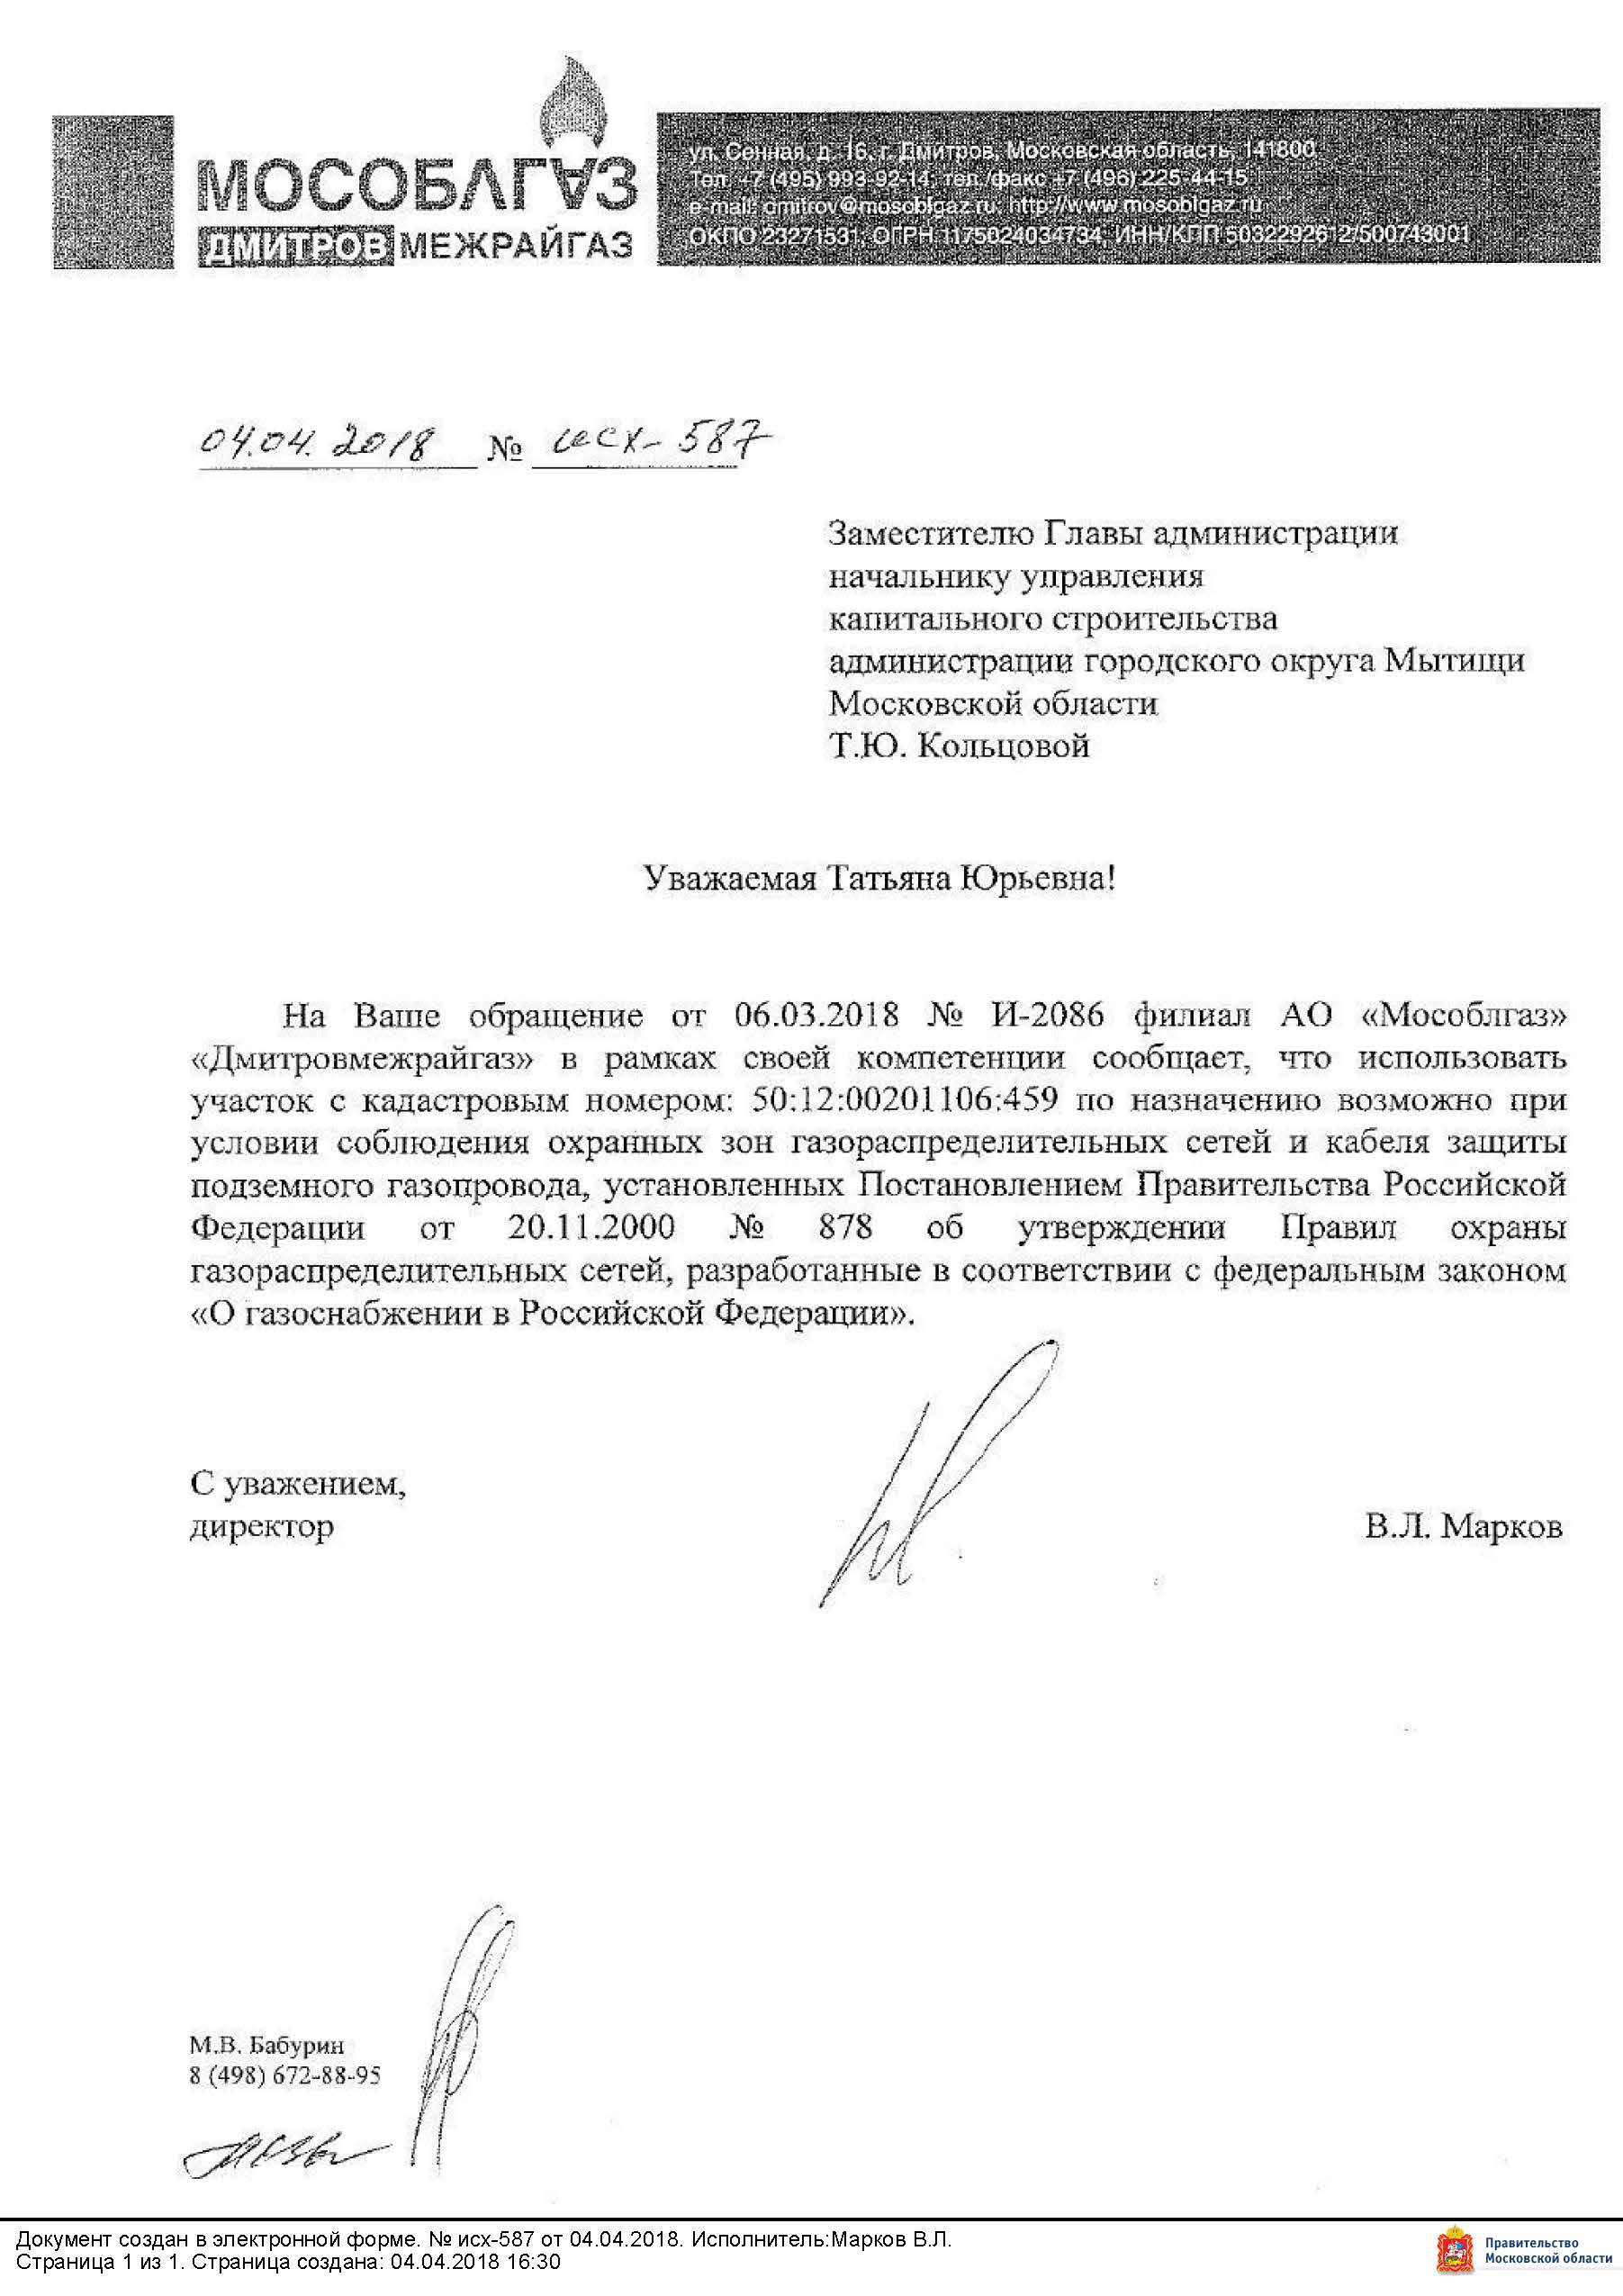 МОСОБЛГАЗ
ДМИТРОВ МЕЖРАЙГАЗ
ул. Сенная, д. 16, г. Дмитров, Московская область, 141800
Тел. +7 (495) 993-92-14, тел./факс +7 (496) 225-44-15
e-mail: dmitrov@mosoblgaz.ru; http://www.mosoblgaz.ru
ОКПО 23271531, ОГРН 1175024034734, ИНН/КПП 5032292612/500743001
04.04.2018 № исх-587
Заместителю Главы администрации
начальнику управления
капитального строительства
администрации городского округа Мытищи
Московской области
Т.Ю. Кольцовой
Уважаемая Татьяна Юрьевна!
На Ваше обращение от 06.03.2018 № И-2086 филиал АО «Мособлгаз»
«Дмитровмежрайгаз» в рамках своей компетенции сообщает, что использовать
участок с кадастровым номером: 50:12:00201106:459 по назначению возможно при
условии соблюдения охранных зон газораспределительных сетей и кабеля защиты
подземного газопровода, установленных Постановлением Правительства Российской
Федерации от 20.11.2000 № 878 об утверждении Правил охраны
газораспределительных сетей, разработанные в соответствии с федеральным законом
«О газоснабжении в Российской Федерации».
С уважением,
директор
В.Л. Марков
М.В. Бабурин
8 (498) 672-88-95
Документ создан в электронной форме. № исх-587 от 04.04.2018. Исполнитель:Марков В.Л.
Страница 1 из 1. Страница создана: 04.04.2018 16:30
Правительство
Московской области